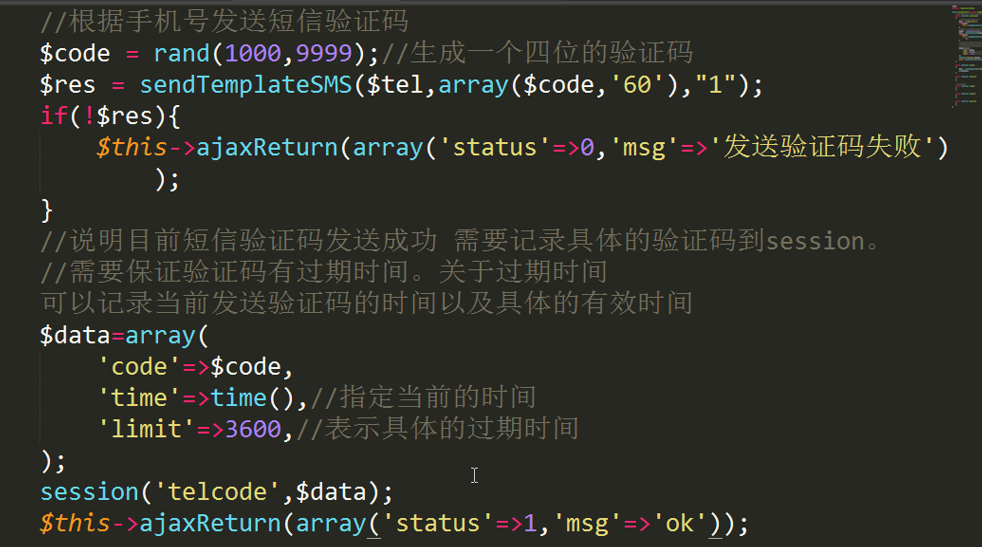 //根据手机号发送短信验证码
$code = rand(1000,9999);//生成一个四位的验证码
$res = sendTemplateSMS($tel,array($code,'60'),"1");
if(!$res){
$this->ajaxReturn(array('status'=>0,'msg'=>'发送验证码失败')
);
}
//说明目前短信验证码发送成功 需要记录具体的验证码到session。
//需要保证验证码有过期时间。关于过期时间
可以记录当前发送验证码的时间以及具体的有效时间
$data=array(
'code'=>$code,
'time'=>time(),//指定当前的时间
'limit'=>3600,//表示具体的过期时间
);
session('telcode',$data);
$this->ajaxReturn(array('status'=>1,'msg'=>'ok'));